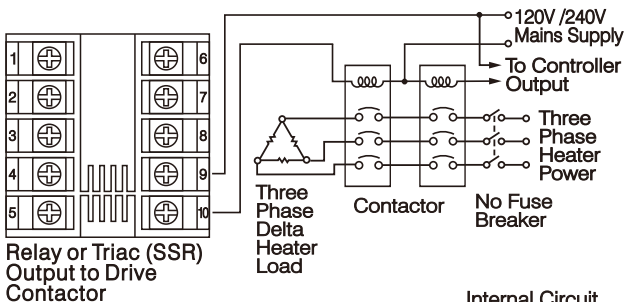 1
2
3
4
5
6
7
8
9
10
120V /240V
Mains Supply
To Controller
Output
Three
Phase
Heater
Power
Three
Phase
Delta
Heater
Load
Contactor
No Fuse
Breaker
Relay or Triac (SSR)
Output to Drive
Contactor
Internal Circuit